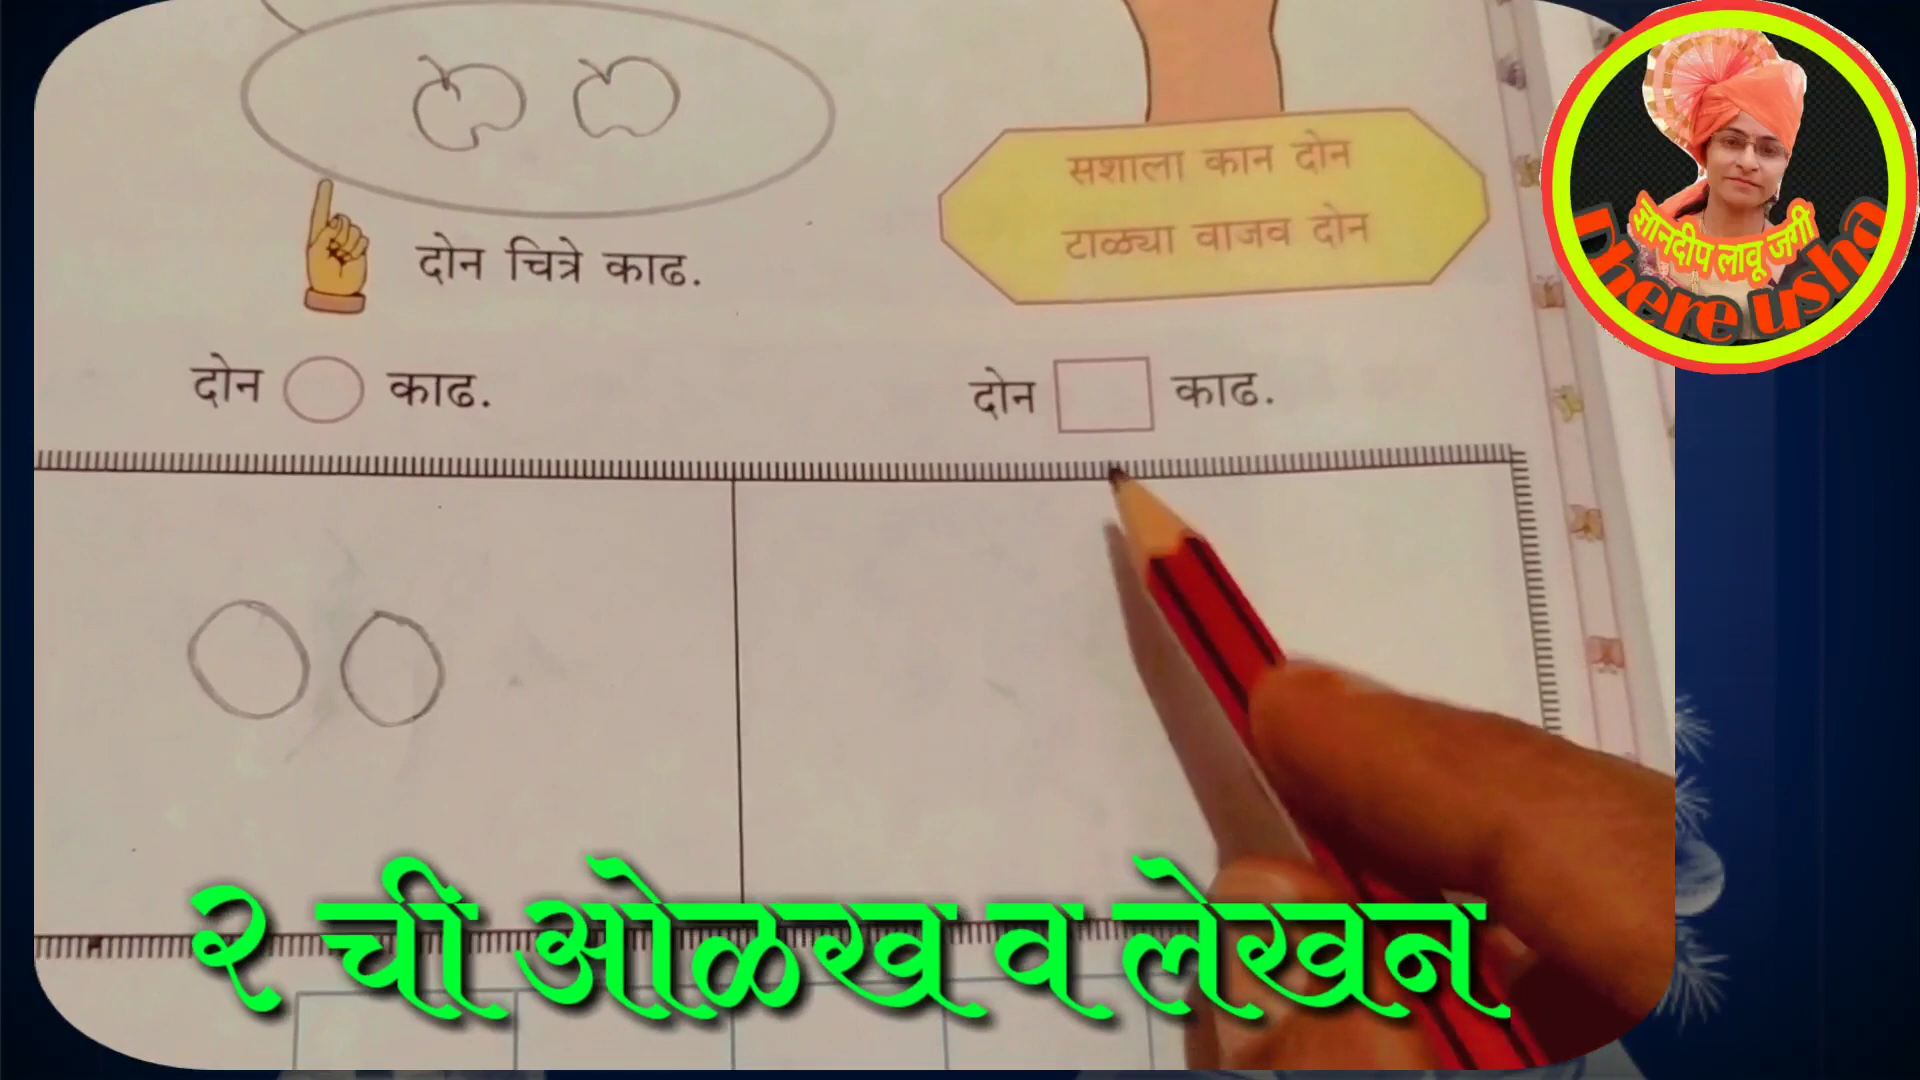 सशाला कान दोन
टाळ्या वाजव दोन
दोन चित्रे काढ.
दोन काढ.
दोन काढ.
ज्ञानदीप लावू जगी
Dhere usha
२ ची ओळख व लेखन